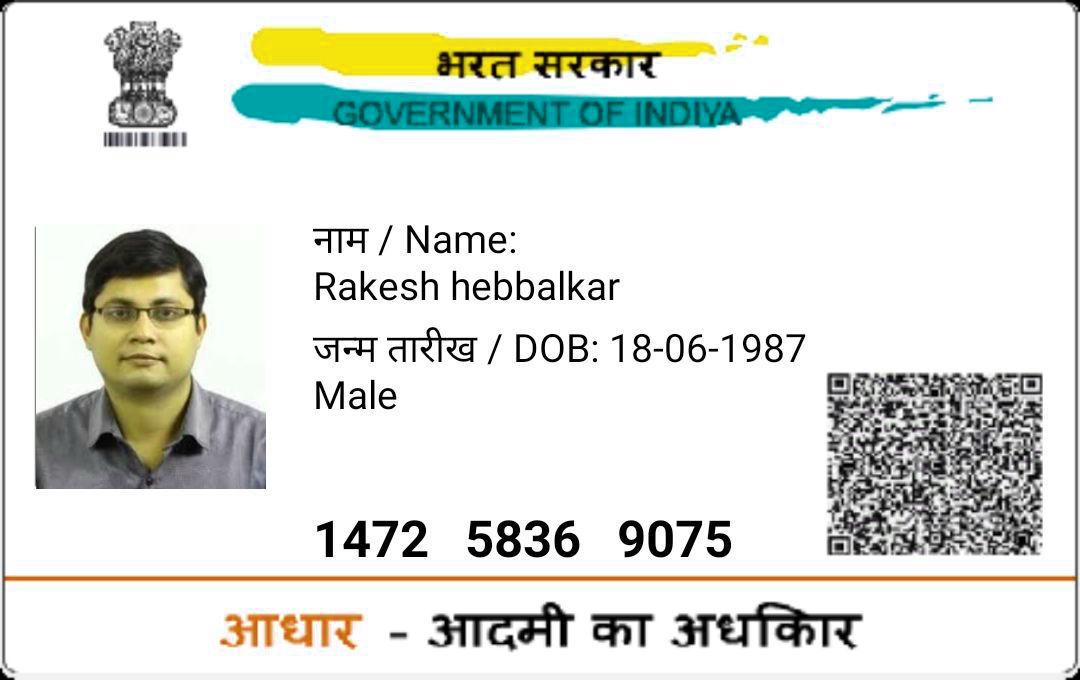 भरत सरकार
GOVERNMENT OF INDIYA
नाम / Name:
Rakesh hebbalkar
जन्म तारीख / DOB: 18-06-1987
Male
1472 5836 9075
आधार - आदमी का अधकिार